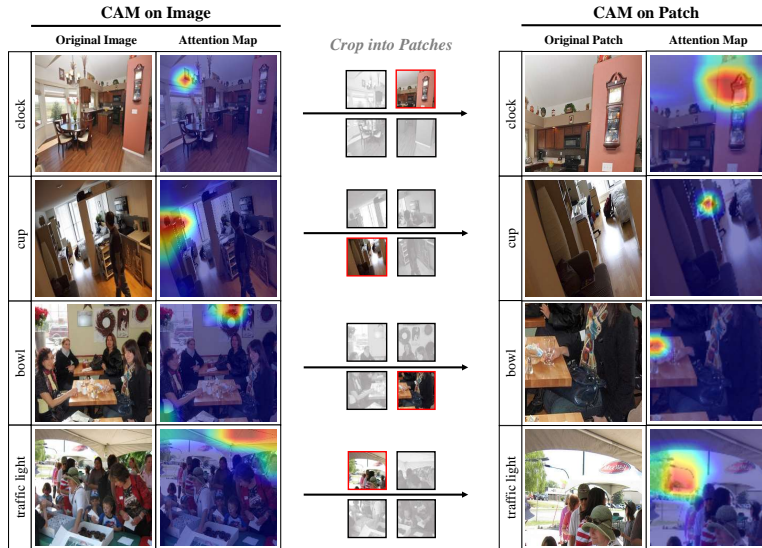 CAM on Image
CAM on Patch
Original Image
Attention Map
Crop into Patches
Original Patch
Attention Map
clock
clock
cup
cup
bowl
bowl
traffic light
traffic light